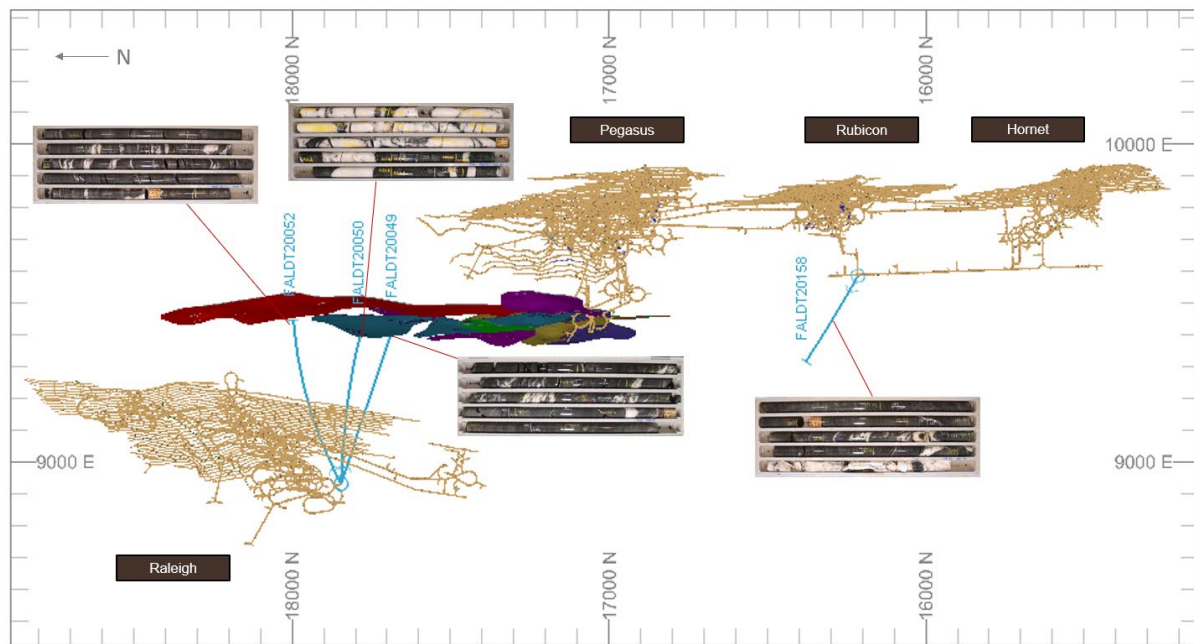 N
18000 N
17000 N
16000 N
Pegasus
Rubicon
Hornet
10000 E
FALDT20052
FALDT20050
FALDT20049
FALDT20158
9000 E
9000 E
Raleigh
18000 N
17000 N
16000 N